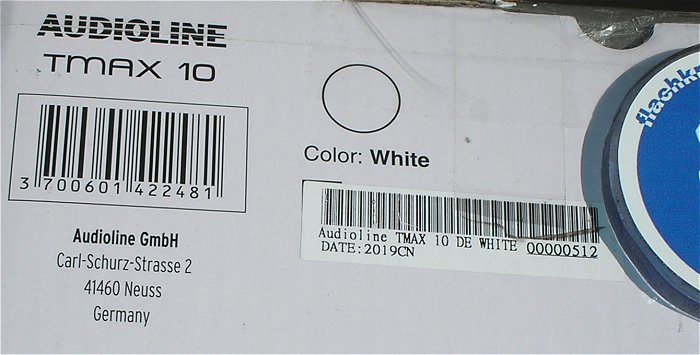 AUDIOLINE
TMAX 10
3 700601 422481
Audioline GmbH
Carl-Schurz-Strasse 2
41460 Neuss
Germany
Color: White
Audioline TMAX 10 DE WHITE 00000512
DATE:2019CN